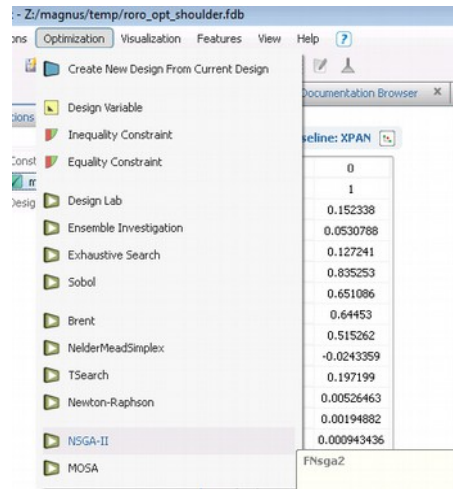 - Z:/magnus/temp/roro_opt_shoulder.fdb
ons Optimization Visualization Features View Help ?
Create New Design From Current Design
Documentation Browser X
tions
Design Variable
Inequality Constraint
seline: XPAN
Const
Equality Constraint
0
m
1
Desig
Design Lab
0.152338
Ensemble Investigation
0.0530788
Exhaustive Search
0.127241
0.835253
Sobol
0.651086
Brent
0.64453
NelderMeadSimplex
0.515262
-0.0243359
TSearch
0.197199
Newton-Raphson
0.00526463
0.00194882
NSGA-II
0.000943436
MOSA
FNsga2